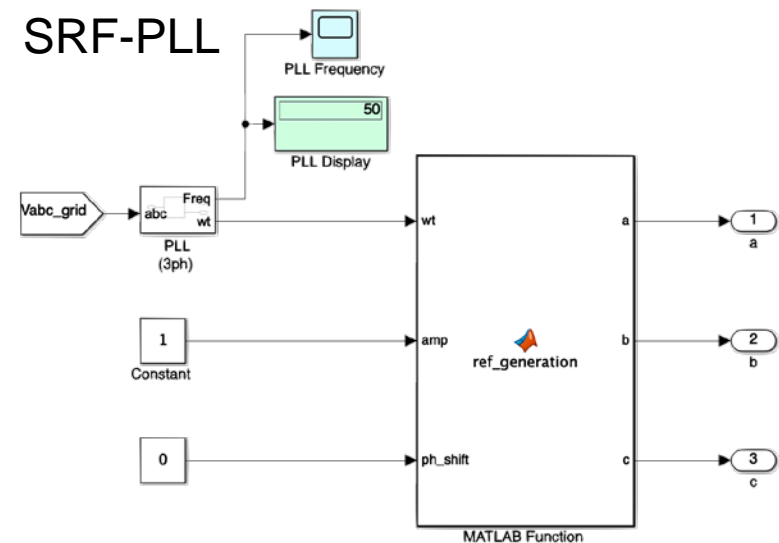 SRF-PLL
PLL Frequency
50
PLL Display
Vabc_grid
abc
Freq
wt
PLL
(3ph)
wt
a
1
a
1
Constant
amp
ref_generation
b
2
b
0
ph_shift
c
3
c
MATLAB Function